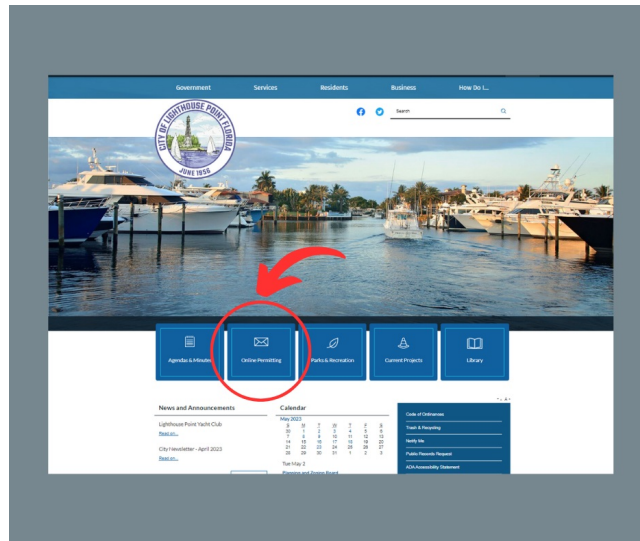 Government Services Residents Business How Do I...
CITY OF LIGHTHOUSE POINT FLORIDA
JUNE 1956
Search
Agendas & Minutes
Online Permitting
Parks & Recreation
Current Projects
Library
News and Announcements
Lighthouse Point Yacht Club
Read on...
City Newsletter - April 2023
Read on...
Calendar
May 2023
S M T W T F S
30 1 2 3 4 5 6
7 8 9 10 11 12 13
14 15 16 17 18 19 20
21 22 23 24 25 26 27
28 29 30 31 1 2 3
Tue May 2
Planning and Zoning Board
Code of Ordinances
Trash & Recycling
Notify Me
Public Records Request
ADA Accessibility Statement